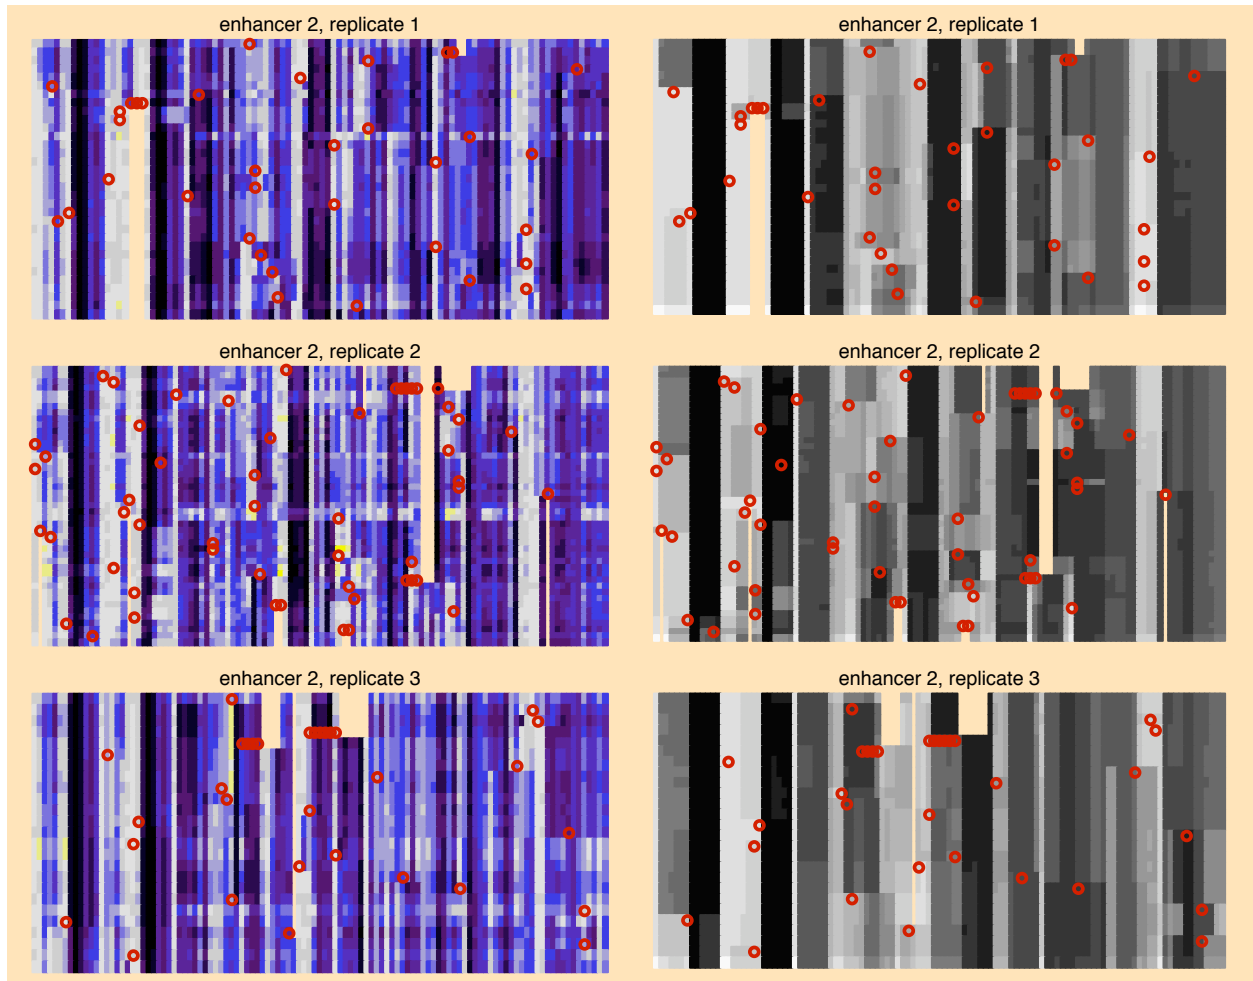 enhancer 2, replicate 1
enhancer 2, replicate 1
enhancer 2, replicate 2
enhancer 2, replicate 2
enhancer 2, replicate 3
enhancer 2, replicate 3